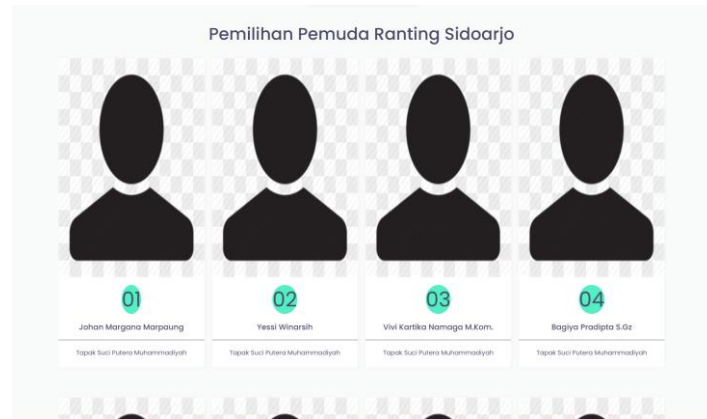 Pemilihan Pemuda Ranting Sidoarjo
01
Johan Margana Marpaung
Tapak Suci Putera Muhammadiyah
02
Yessi Winarsih
Tapak Suci Putera Muhammadiyah
03
Vivi Kartika Namaga M.Kom.
Tapak Suci Putera Muhammadiyah
04
Bagiya Pradipta S.Gz
Tapak Suci Putera Muhammadiyah